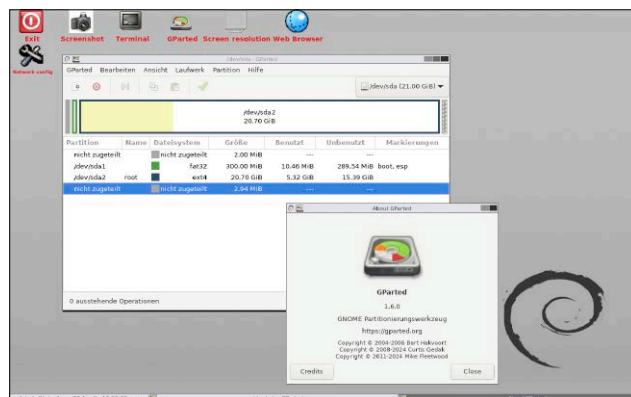 Exit
Screenshot
Terminal
GParted
Screen resolution
Web Browser
Network config
/dev/sda - GParted
GParted Bearbeiten Ansicht Laufwerk Partition Hilfe
/dev/sda (21.00 GiB)
/dev/sda2
20.70 GiB
Partition Name Dateisystem Größe Benutzt Unbenutzt Markierungen
nicht zugeteilt nicht zugeteilt 2.00 MiB --- ---
/dev/sda1 fat32 300.00 MiB 10.46 MiB 289.54 MiB boot, esp
/dev/sda2 root ext4 20.70 GiB 5.32 GiB 15.39 GiB
nicht zugeteilt nicht zugeteilt 2.94 MiB --- ---
0 ausstehende Operationen
About GParted
GParted
1.6.0
GNOME Partitionierungswerkzeug
https://gparted.org
Copyright © 2004-2006 Bart Hakvoort
Copyright © 2008-2024 Curtis Gedak
Copyright © 2011-2024 Mike Fleetwood
Credits
Close